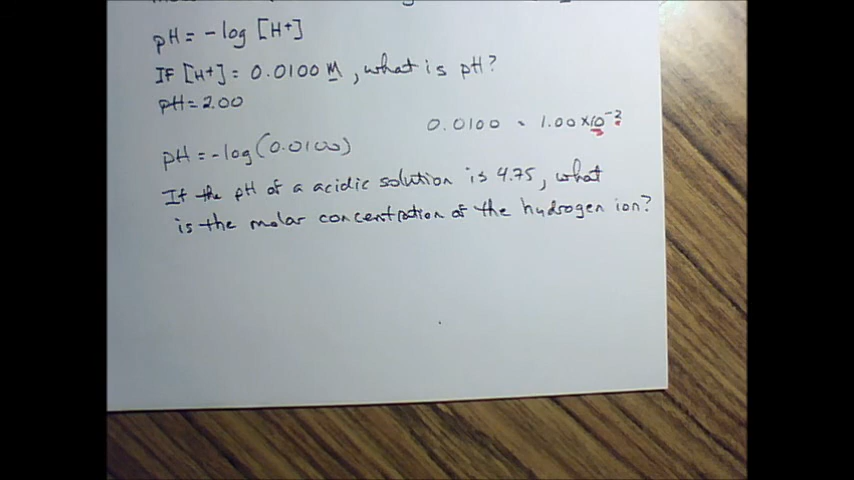 pH = -log [H+]
IF [H+] = 0.0100 M, what is pH?
pH = 2.00
0.0100 = 1.00 x 10⁻²
pH = -log(0.0100)
If the pH of a acidic solution is 4.75, what
is the molar concentration of the hydrogen ion?